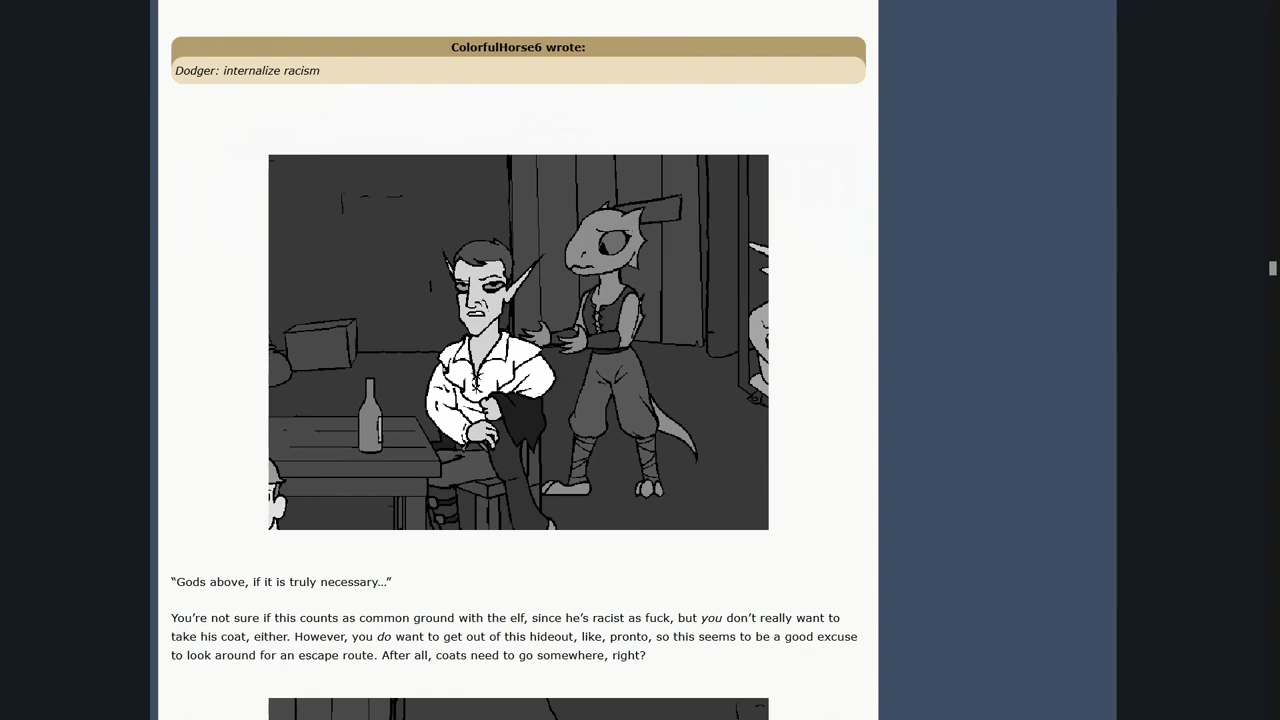 ColorfulHorse6 wrote:
Dodger: internalize racism
“Gods above, if it is truly necessary…”
You’re not sure if this counts as common ground with the elf, since he’s racist as fuck, but you don’t really want to
take his coat, either. However, you do want to get out of this hideout, like, pronto, so this seems to be a good excuse
to look around for an escape route. After all, coats need to go somewhere, right?